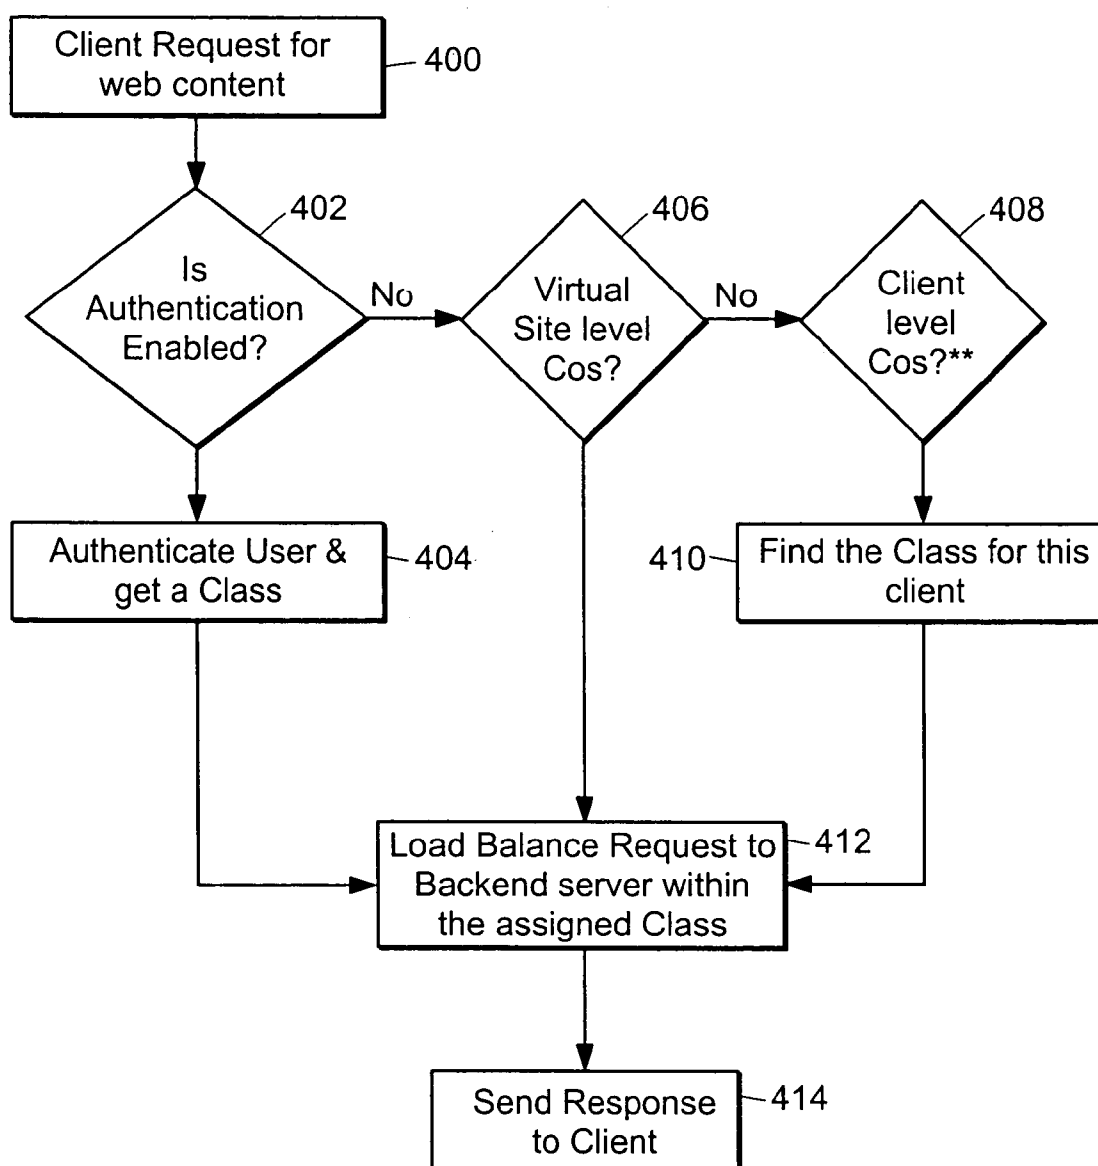 Client Request for
web content
400
402
Is
Authentication
Enabled?
No
406
Virtual
Site level
Cos?
No
408
Client
level
Cos?**
Authenticate User &
get a Class
404
410
Find the Class for this
client
Load Balance Request to
Backend server within
the assigned Class
412
Send Response
to Client
414